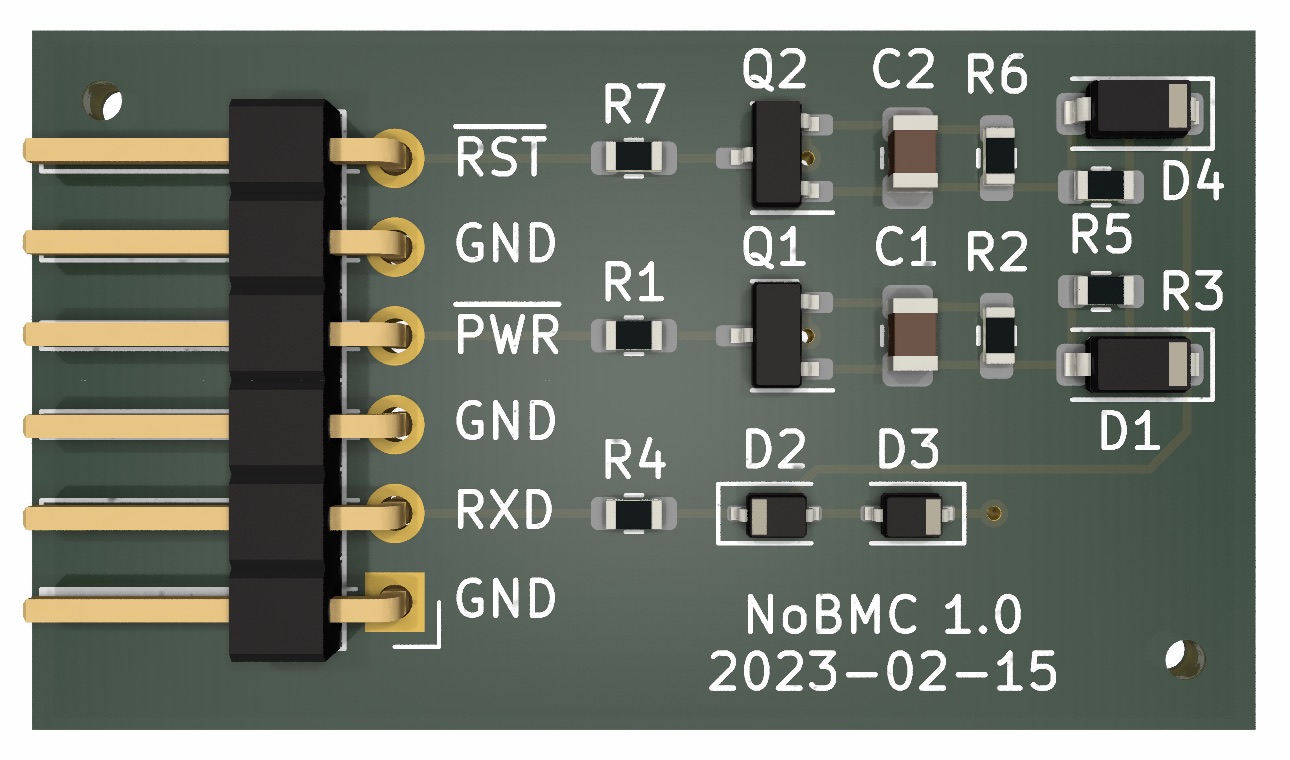 Q2
C2
R6
R7
RST
D4
GND
Q1
C1
R2
R5
R1
R3
PWR
GND
D1
R4
D2
D3
RXD
GND
NoBMC 1.0
2023-02-15